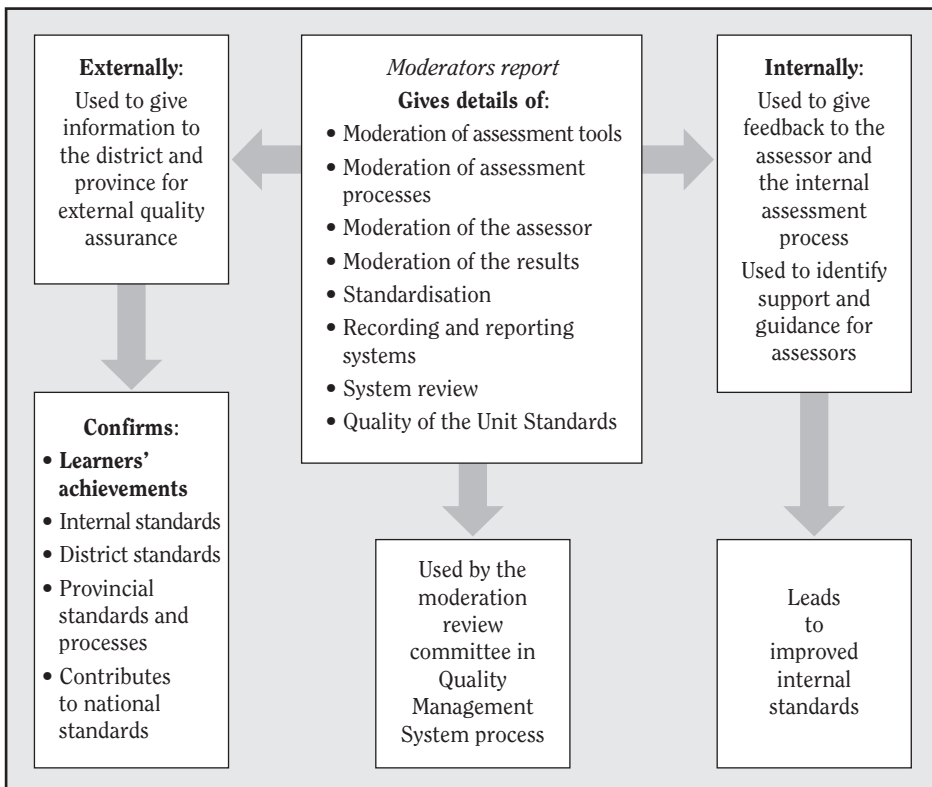 Externally:
Used to give
information to
the district and
province for
external quality
assurance
Moderators report
Gives details of:
• Moderation of assessment tools
• Moderation of assessment
processes
• Moderation of the assessor
• Moderation of the results
• Standardisation
• Recording and reporting
systems
• System review
• Quality of the Unit Standards
Internally:
Used to give
feedback to the
assessor and
the internal
assessment
process
Used to identify
support and
guidance for
assessors
Confirms:
• Learners’
achievements
• Internal standards
• District standards
• Provincial
standards and
processes
• Contributes
to national
standards
Used by the
moderation
review
committee in
Quality
Management
System process
Leads
to
improved
internal
standards